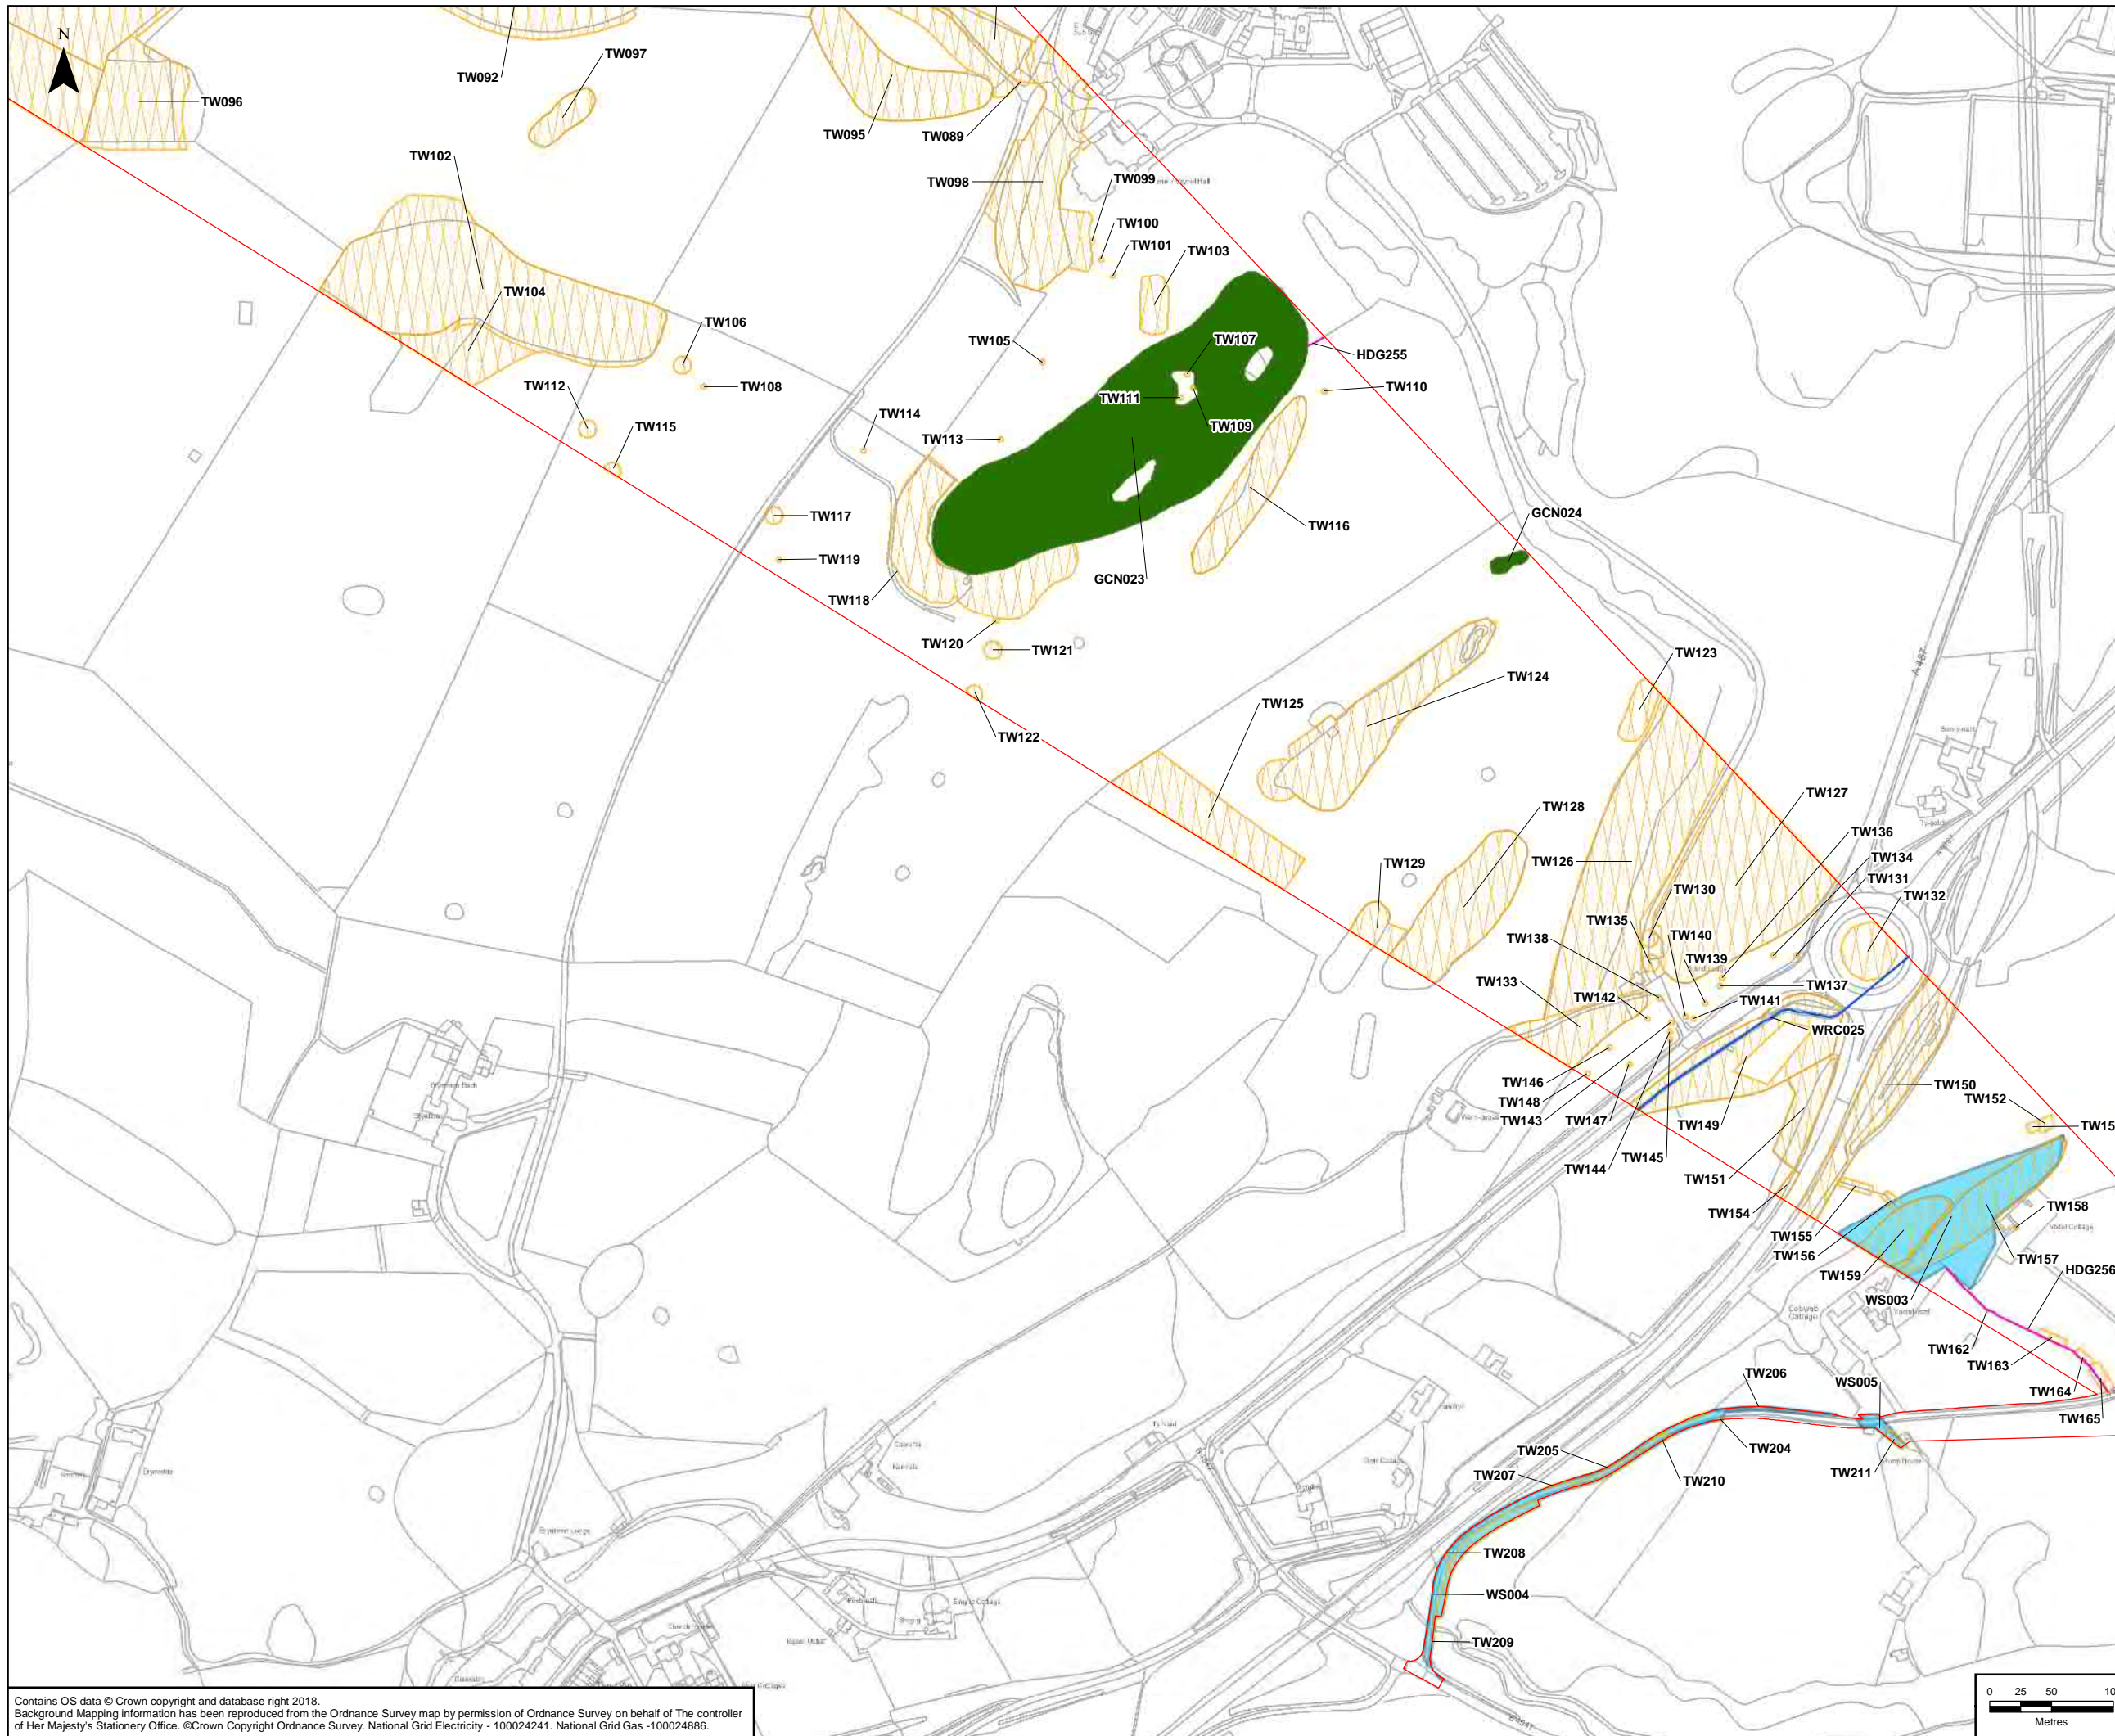 N
TW092
TW097
TW096
TW095
TW089
TW102
TW098
TW099
TW100
TW101
TW103
TW104
TW106
TW105
TW107
HDG255
TW108
TW110
TW112
TW111
TW109
TW114
TW115
TW113
TW117
TW116
GCN024
TW119
GCN023
TW118
TW120
TW121
TW123
TW124
TW125
TW122
A487
TW127
TW128
TW136
TW129
TW126
TW134
TW131
TW130
TW132
TW135
TW140
TW138
TW139
TW133
TW137
TW142
TW141
WRC025
TW146
TW150
TW148
TW152
TW143
TW147
TW149
TW15
TW144
TW145
TW151
TW154
TW158
TW155
TW156
TW157
TW159
HDG256
WS003
Cottage
TW162
TW163
TW206
WS005
TW164
TW165
TW205
TW204
TW207
TW210
TW211
TW208
WS004
TW209
Contains OS data © Crown copyright and database right 2018.
Background Mapping information has been reproduced from the Ordnance Survey map by permission of Ordnance Survey on behalf of The controller
of Her Majesty's Stationery Office. ©Crown Copyright Ordnance Survey. National Grid Electricity - 100024241. National Grid Gas -100024886.
0 25 50 10
Metres